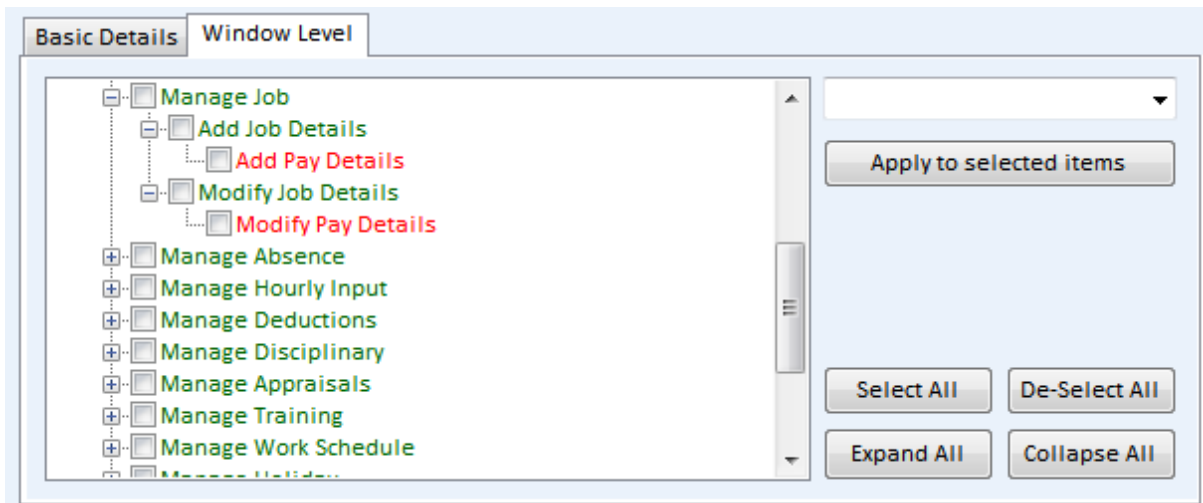 Basic Details Window Level
Manage Job
Add Job Details
Add Pay Details
Apply to selected items
Modify Job Details
Modify Pay Details
Manage Absence
Manage Hourly Input
Manage Deductions
Manage Disciplinary
Manage Appraisals
Select All De-Select All
Manage Training
Manage Work Schedule
Expand All Collapse All
Manage Holiday